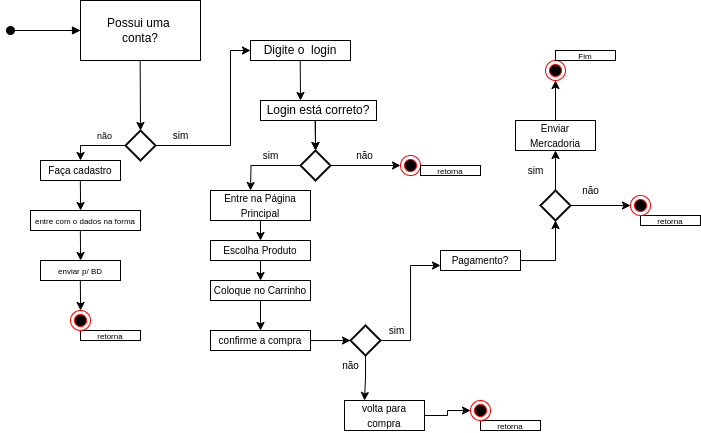 Possui uma
conta?
não
sim
Faça cadastro
entre com o dados na forma
enviar p/ BD
retorna
Digite o login
Login está correto?
sim
não
retorna
Entre na Página
Principal
Escolha Produto
Coloque no Carrinho
confirme a compra
sim
não
volta para
compra
retorna
Pagamento?
sim
não
retorna
Enviar
Mercadoria
Fim